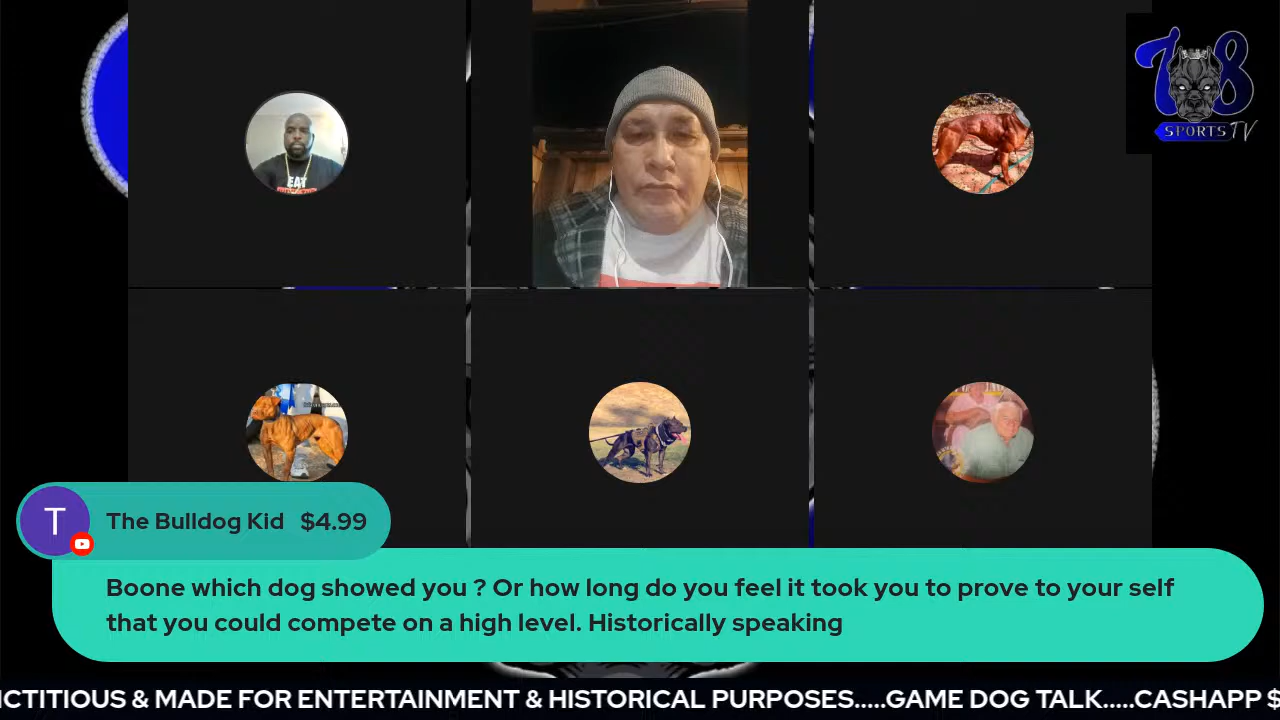 78
SPORTS TV
EAT
T
The Bulldog Kid $4.99
Boone which dog showed you ? Or how long do you feel it took you to prove to your self
that you could compete on a high level. Historically speaking
ICTITIOUS & MADE FOR ENTERTAINMENT & HISTORICAL PURPOSES.....GAME DOG TALK.....CASHAPP $